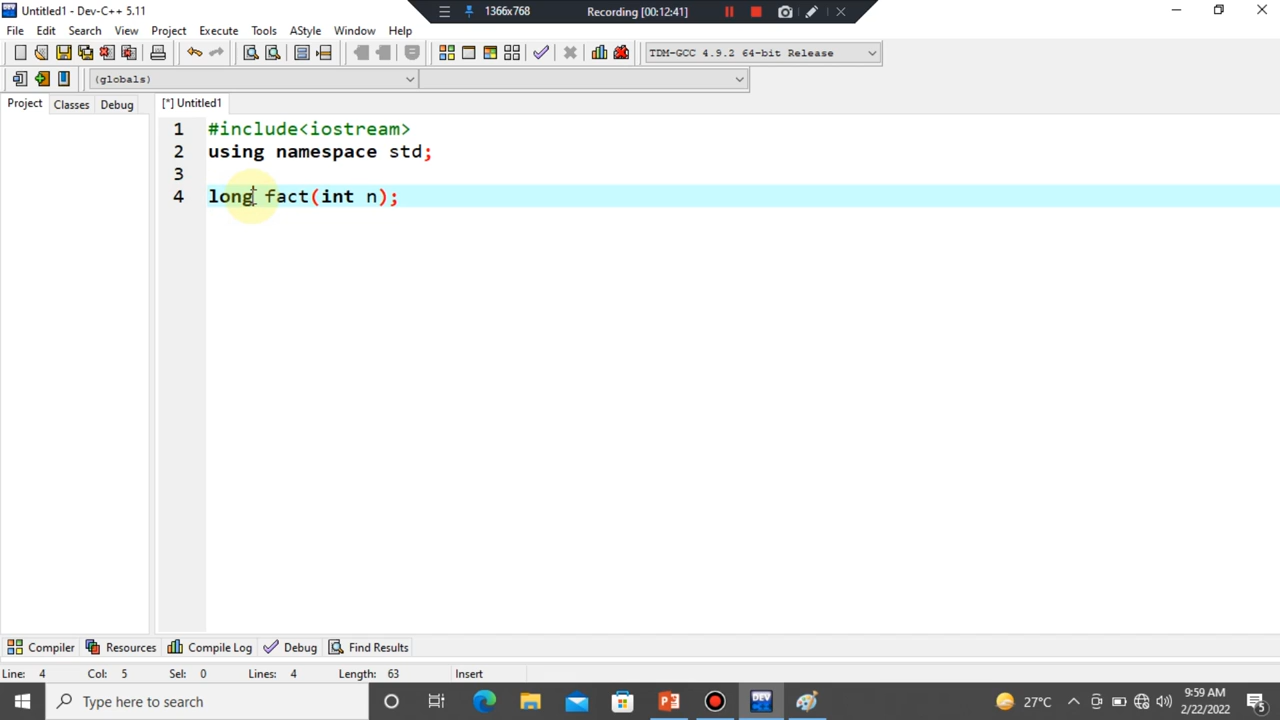 Untitled1 - Dev-C++ 5.11
1366x768
Recording [00:12:41]
File Edit Search View Project Execute Tools AStyle Window Help
TDM-GCC 4.9.2 64-bit Release
(globals)
Project Classes Debug
[*] Untitled1
1 #include<iostream>
2 using namespace std;
3
4 long fact(int n);
Compiler Resources Compile Log Debug Find Results
Line: 4 Col: 5 Sel: 0 Lines: 4 Length: 63 Insert
Type here to search
DEV
27°C
9:59 AM
2/22/2022
5